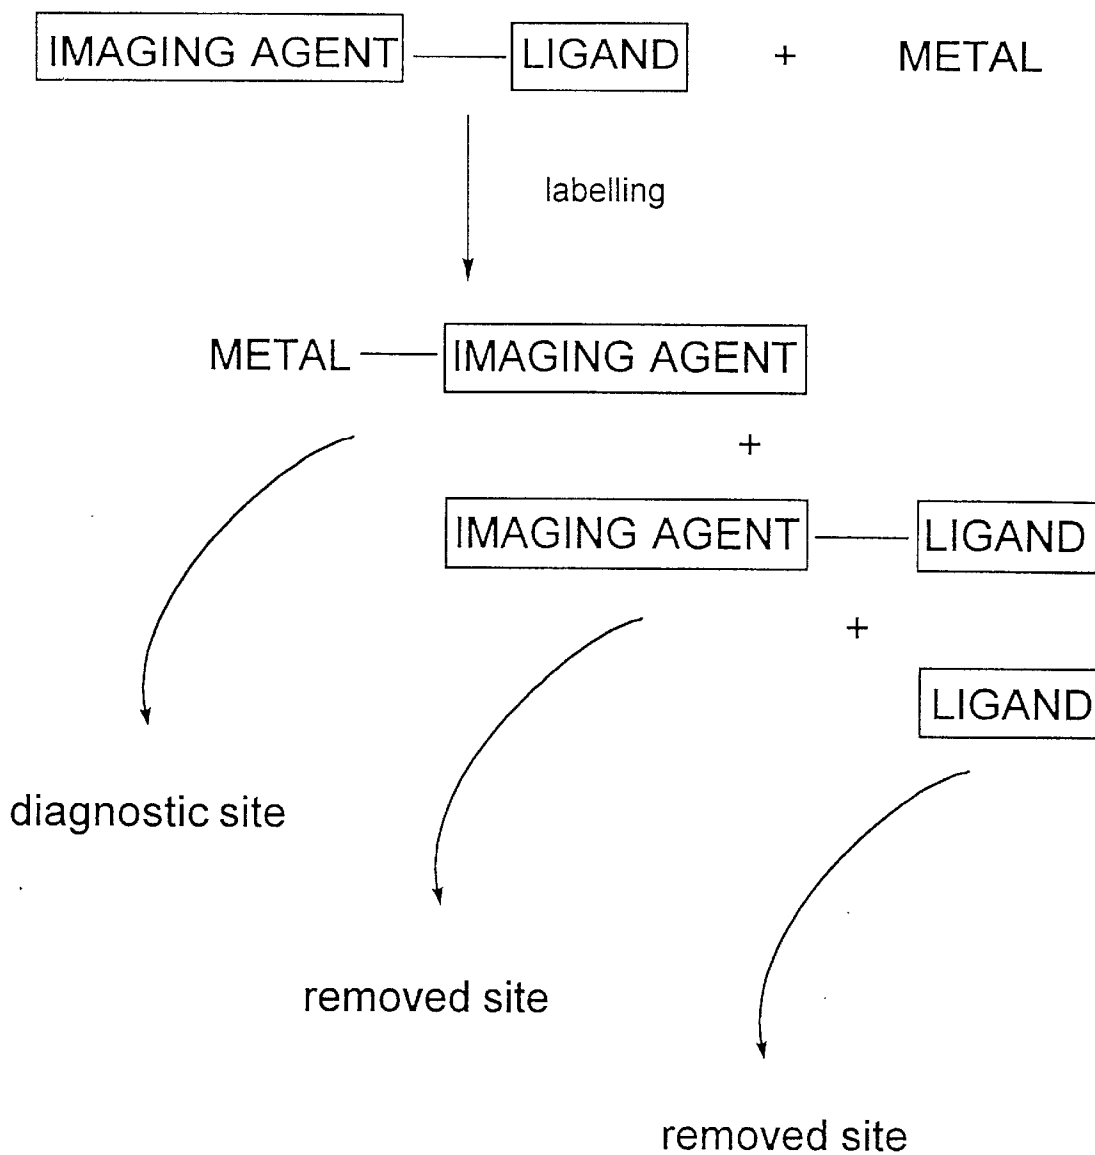 IMAGING AGENT LIGAND + METAL
labelling
METAL IMAGING AGENT
+
IMAGING AGENT LIGAND
+
LIGAND
diagnostic site
removed site
removed site